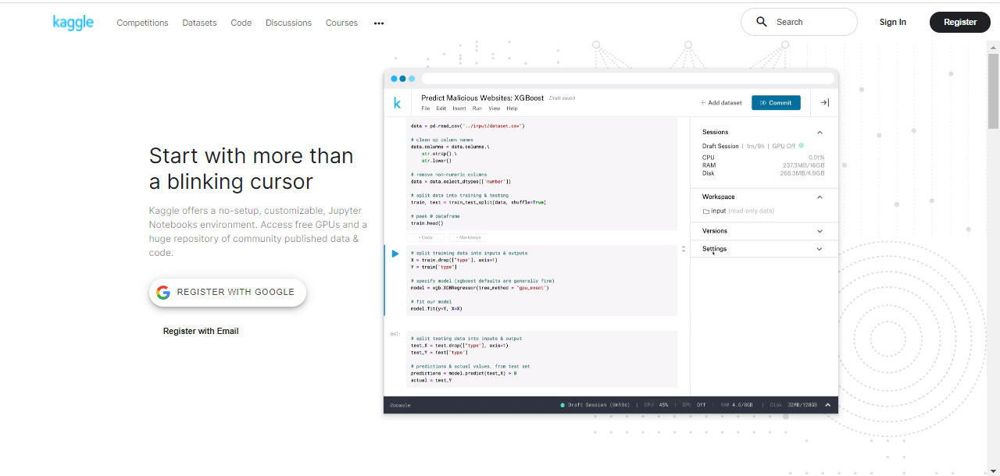 kaggle
Competitions Datasets Code Discussions Courses •••
Search
Sign In
Register
Start with more than
a blinking cursor
Kaggle offers a no-setup, customizable, Jupyter
Notebooks environment. Access free GPUs and a
huge repository of community published data &
code.
REGISTER WITH GOOGLE
Register with Email
k
Predict Malicious Websites: XGBoost Draft saved
File Edit Insert Run View Help
+ Add dataset
Commit
data = pd.read_csv("../input/dataset.csv")
# clean up column names
data.columns = data.columns.\
str.strip().\
str.lower()
# remove non-numeric columns
data = data.select_dtypes(['number'])
# split data into training & testing
train, test = train_test_split(data, shuffle=True)
# peek @ dataframe
train.head()
+ Code + Markdown
# split training data into inputs & outputs
X = train.drop(["type"], axis=1)
Y = train["type"]
# specify model (xgboost defaults are generally fine)
model = xgb.XGBRegressor(tree_method = "gpu_exact")
# fit our model
model.fit(y=Y, X=X)
# split testing data into inputs & output
test_X = test.drop(["type"], axis=1)
test_Y = test["type"]
# predictions & actual values, from test set
predictions = model.predict(test_X) > 0
actual = test_Y
Sessions
Draft Session | 1m/9h | GPU Off
CPU 0.01%
RAM 237.3MB/16GB
Disk 266.3MB/4.9GB
Workspace
input (read-only data)
Versions
Settings
Console
Draft Session (0m10s) | CPU 45% | GPU Off | RAM 4.5/8GB | Disk 32MB/128GB